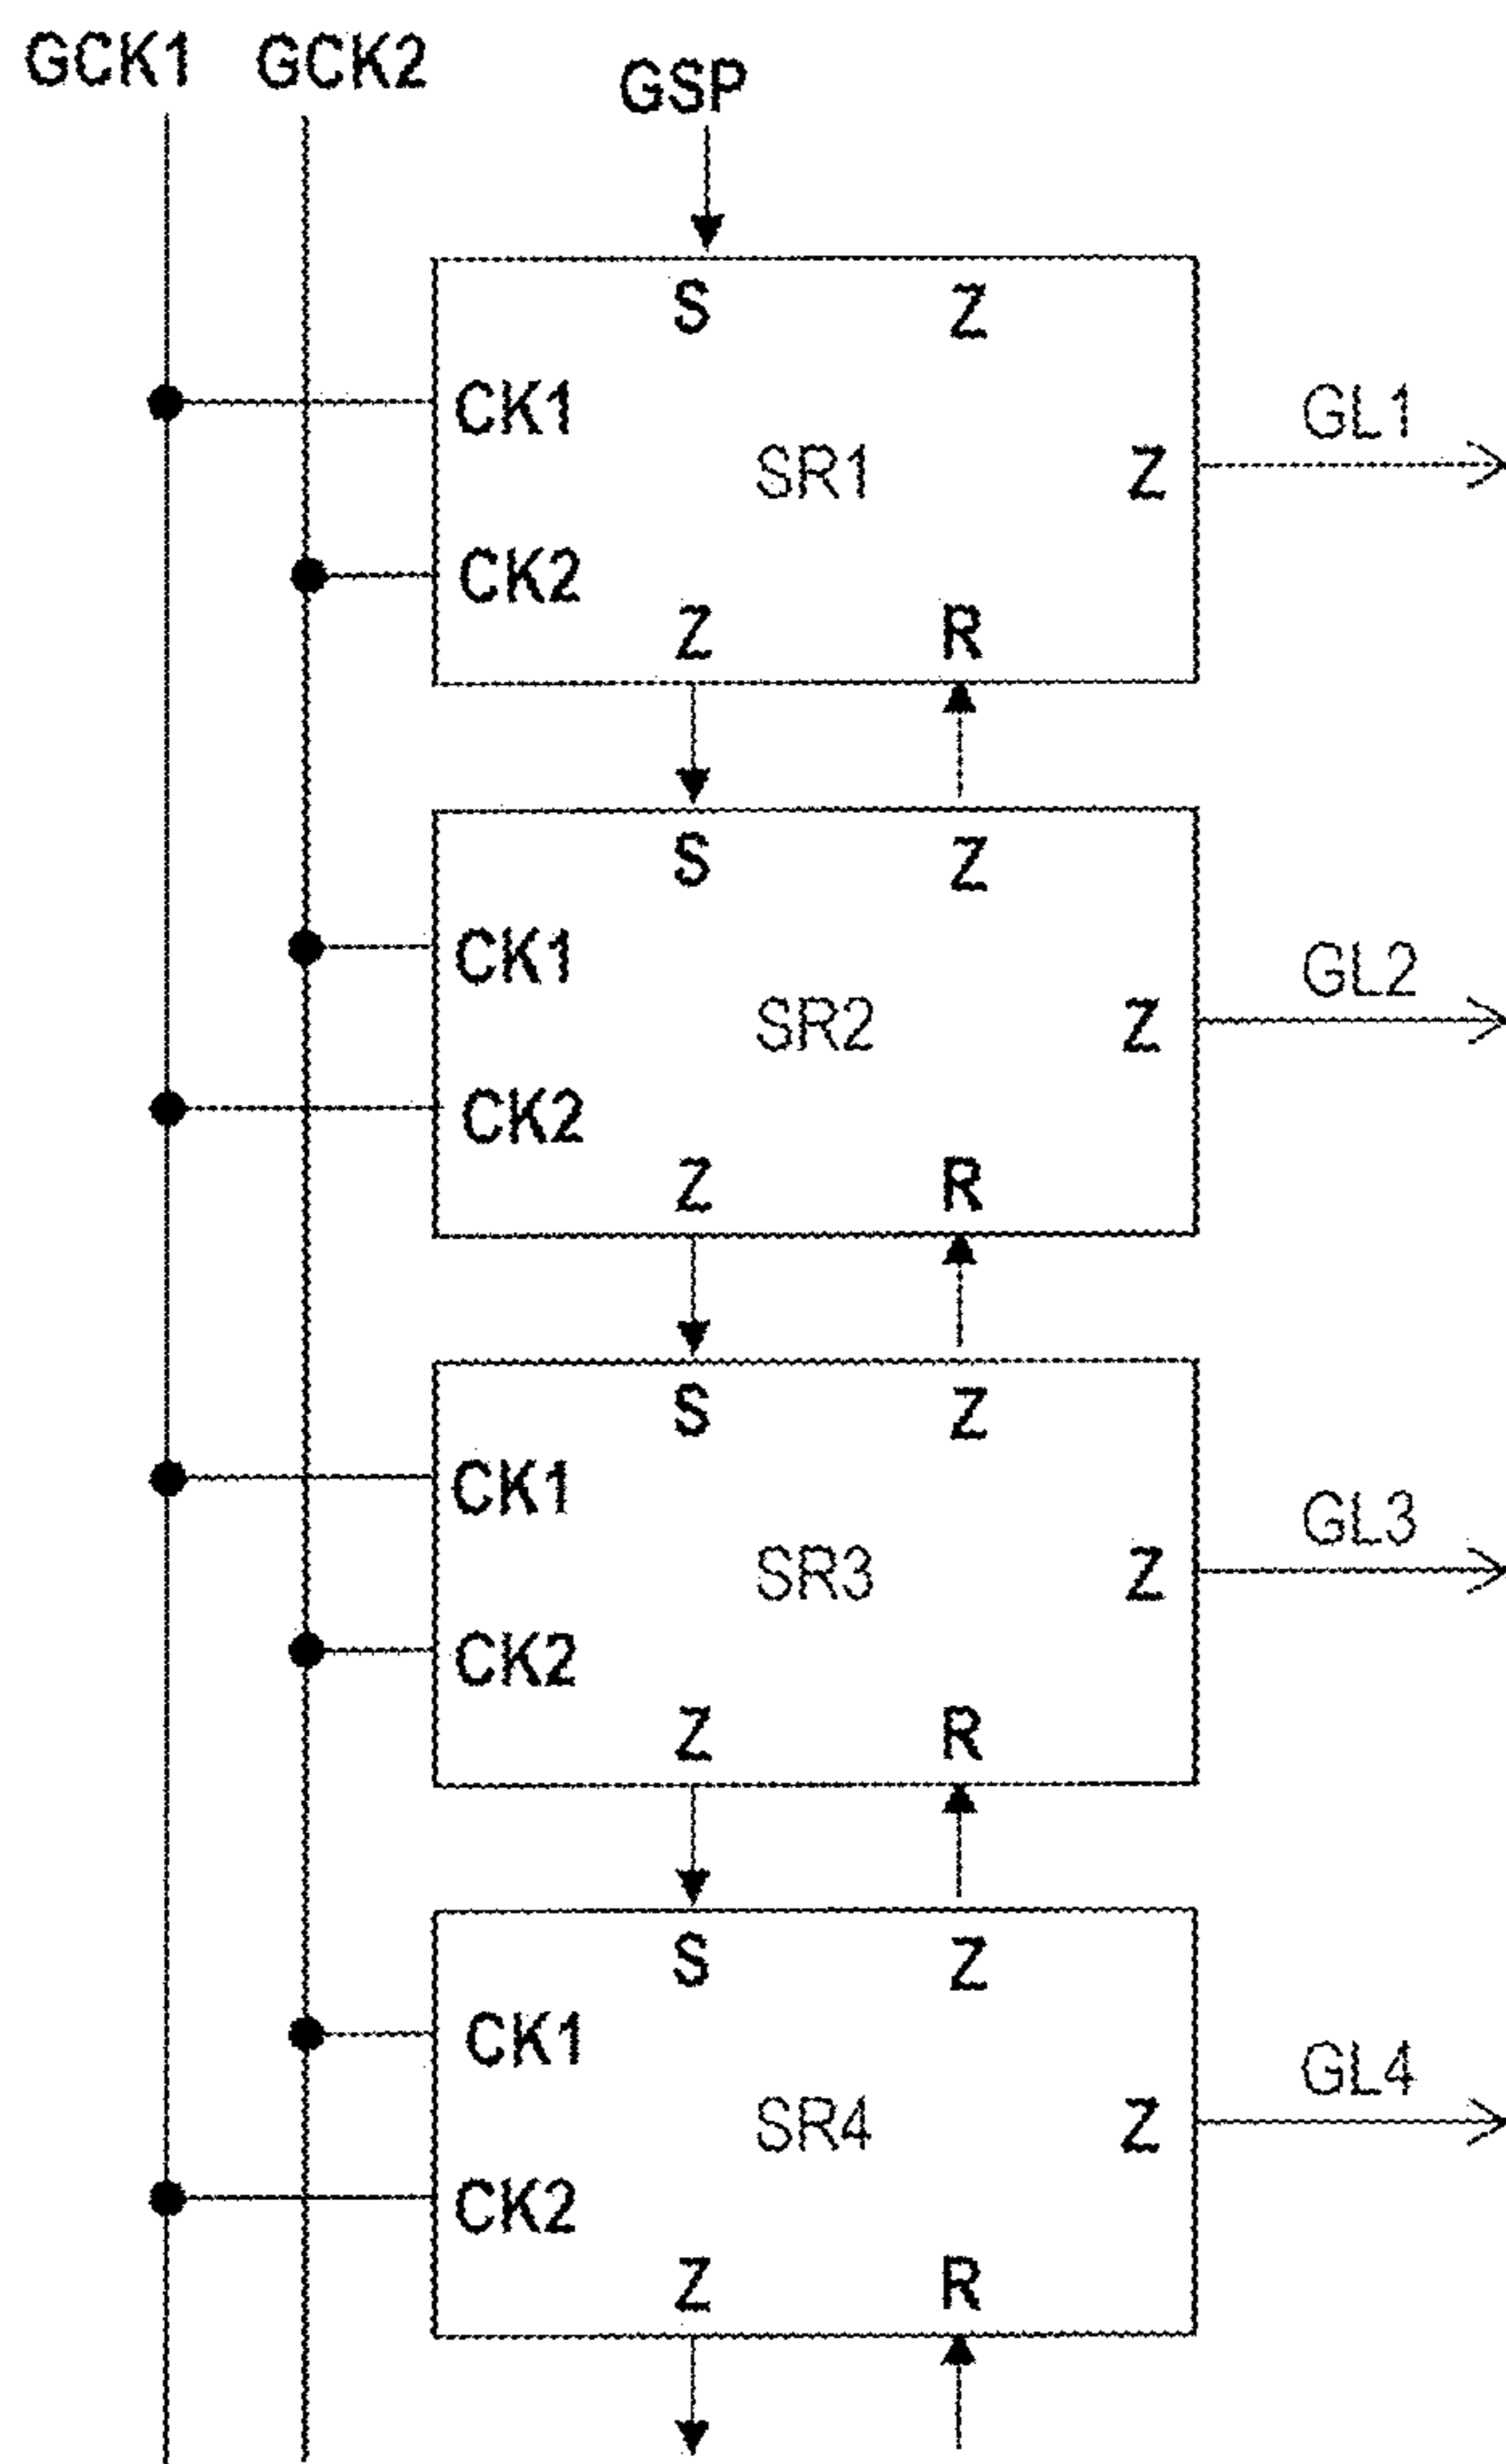 GCK1 GCK2 GSP
S Z
CK1
SR1 Z GL1
CK2
Z R
S Z
CK1
SR2 Z GL2
CK2
Z R
S Z
CK1
SR3 Z GL3
CK2
Z R
S Z
CK1
SR4 Z GL4
CK2
Z R